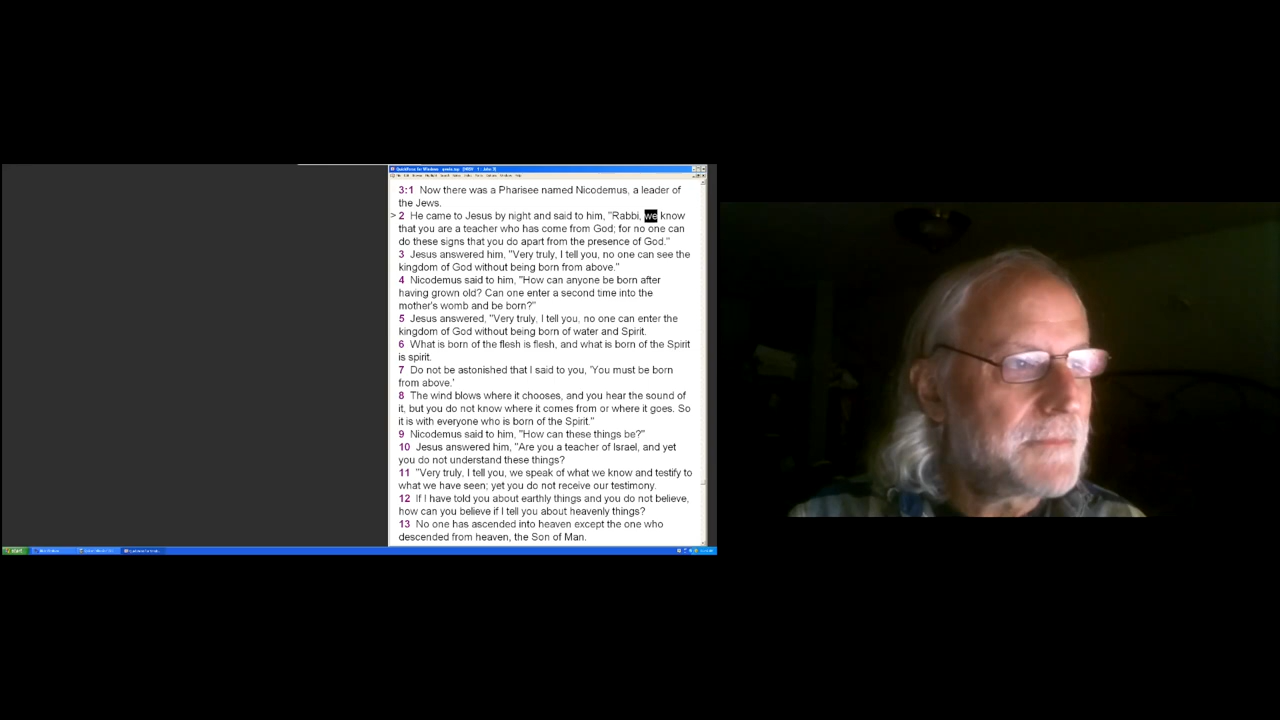 3:1 Now there was a Pharisee named Nicodemus, a leader of
the Jews.
> 2 He came to Jesus by night and said to him, "Rabbi, we know
that you are a teacher who has come from God; for no one can
do these signs that you do apart from the presence of God."
3 Jesus answered him, "Very truly, I tell you, no one can see the
kingdom of God without being born from above."
4 Nicodemus said to him, "How can anyone be born after
having grown old? Can one enter a second time into the
mother's womb and be born?"
5 Jesus answered, "Very truly, I tell you, no one can enter the
kingdom of God without being born of water and Spirit.
6 What is born of the flesh is flesh, and what is born of the Spirit
is spirit.
7 Do not be astonished that I said to you, 'You must be born
from above.'
8 The wind blows where it chooses, and you hear the sound of
it, but you do not know where it comes from or where it goes. So
it is with everyone who is born of the Spirit."
9 Nicodemus said to him, "How can these things be?"
10 Jesus answered him, "Are you a teacher of Israel, and yet
you do not understand these things?
11 "Very truly, I tell you, we speak of what we know and testify to
what we have seen; yet you do not receive our testimony.
12 If I have told you about earthly things and you do not believe,
how can you believe if I tell you about heavenly things?
13 No one has ascended into heaven except the one who
descended from heaven, the Son of Man.
start